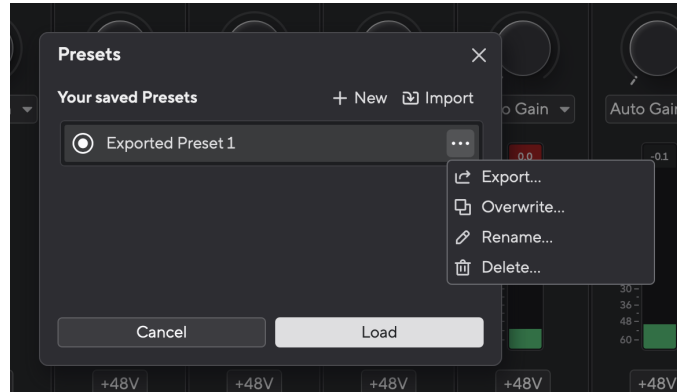 Presets
Your saved Presets
New
Import
Exported Preset 1
Export...
Overwrite...
Rename...
Delete...
Cancel
Load
Gain
Auto Gai
0.0
-0.1
30
36
48
60
+48V
+48V
+48V
+48V
+48V